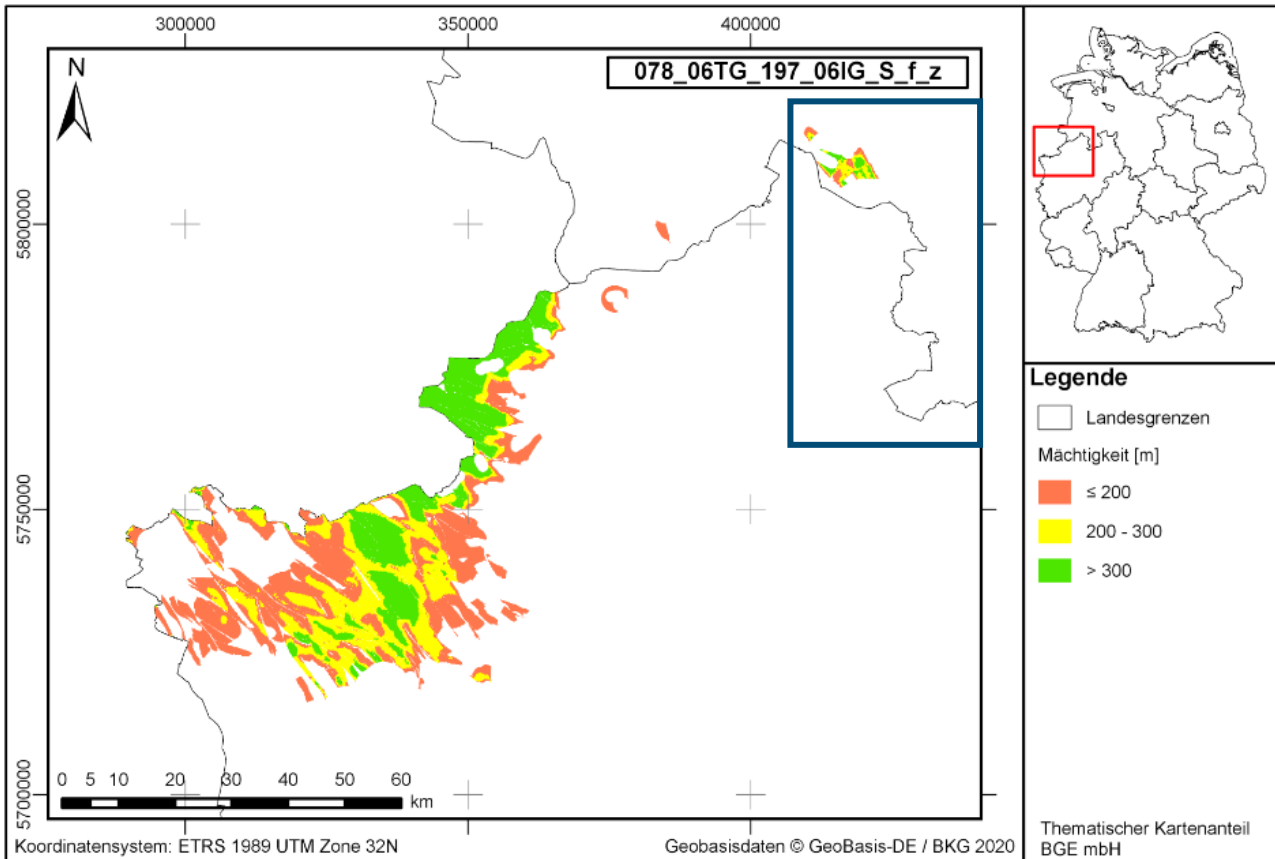 300000 350000 400000
N
078_06TG_197_06IG_S_f_z
5800000
5750000
5700000
0 5 10 20 30 40 50 60
km
Koordinatensystem: ETRS 1989 UTM Zone 32N
Geobasisdaten © GeoBasis-DE / BKG 2020
Legende
Landesgrenzen
Mächtigkeit [m]
≤ 200
200 - 300
> 300
Thematischer Kartenanteil
BGE mbH